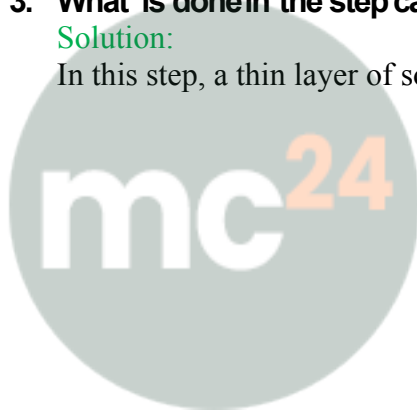 3. What is done in the step ca
Solution:
In this step, a thin layer of s
mc24